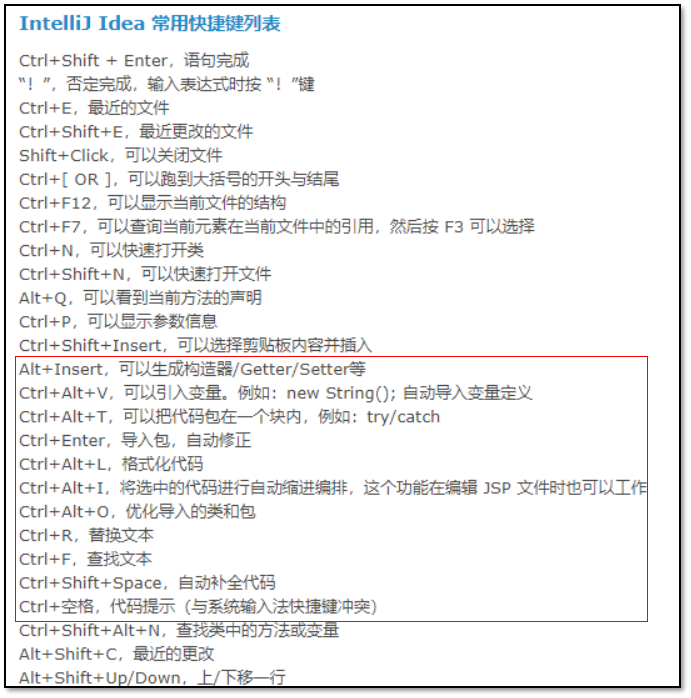 IntelliJ Idea 常用快捷键列表
Ctrl+Shift + Enter，语句完成
“！”，否定完成，输入表达式时按 “！”键
Ctrl+E，最近的文件
Ctrl+Shift+E，最近更改的文件
Shift+Click，可以关闭文件
Ctrl+[ OR ]，可以跑到大括号的开头与结尾
Ctrl+F12，可以显示当前文件的结构
Ctrl+F7，可以查询当前元素在当前文件中的引用，然后按 F3 可以选择
Ctrl+N，可以快速打开类
Ctrl+Shift+N，可以快速打开文件
Alt+Q，可以看到当前方法的声明
Ctrl+P，可以显示参数信息
Ctrl+Shift+Insert，可以选择剪贴板内容并插入
Alt+Insert，可以生成构造器/Getter/Setter等
Ctrl+Alt+V，可以引入变量。例如：new String(); 自动导入变量定义
Ctrl+Alt+T，可以把代码包在一个块内，例如：try/catch
Ctrl+Enter，导入包，自动修正
Ctrl+Alt+L，格式化代码
Ctrl+Alt+I，将选中的代码进行自动缩进编排，这个功能在编辑 JSP 文件时也可以工作
Ctrl+Alt+O，优化导入的类和包
Ctrl+R，替换文本
Ctrl+F，查找文本
Ctrl+Shift+Space，自动补全代码
Ctrl+空格，代码提示（与系统输入法快捷键冲突）
Ctrl+Shift+Alt+N，查找类中的方法或变量
Alt+Shift+C，最近的更改
Alt+Shift+Up/Down，上/下移一行